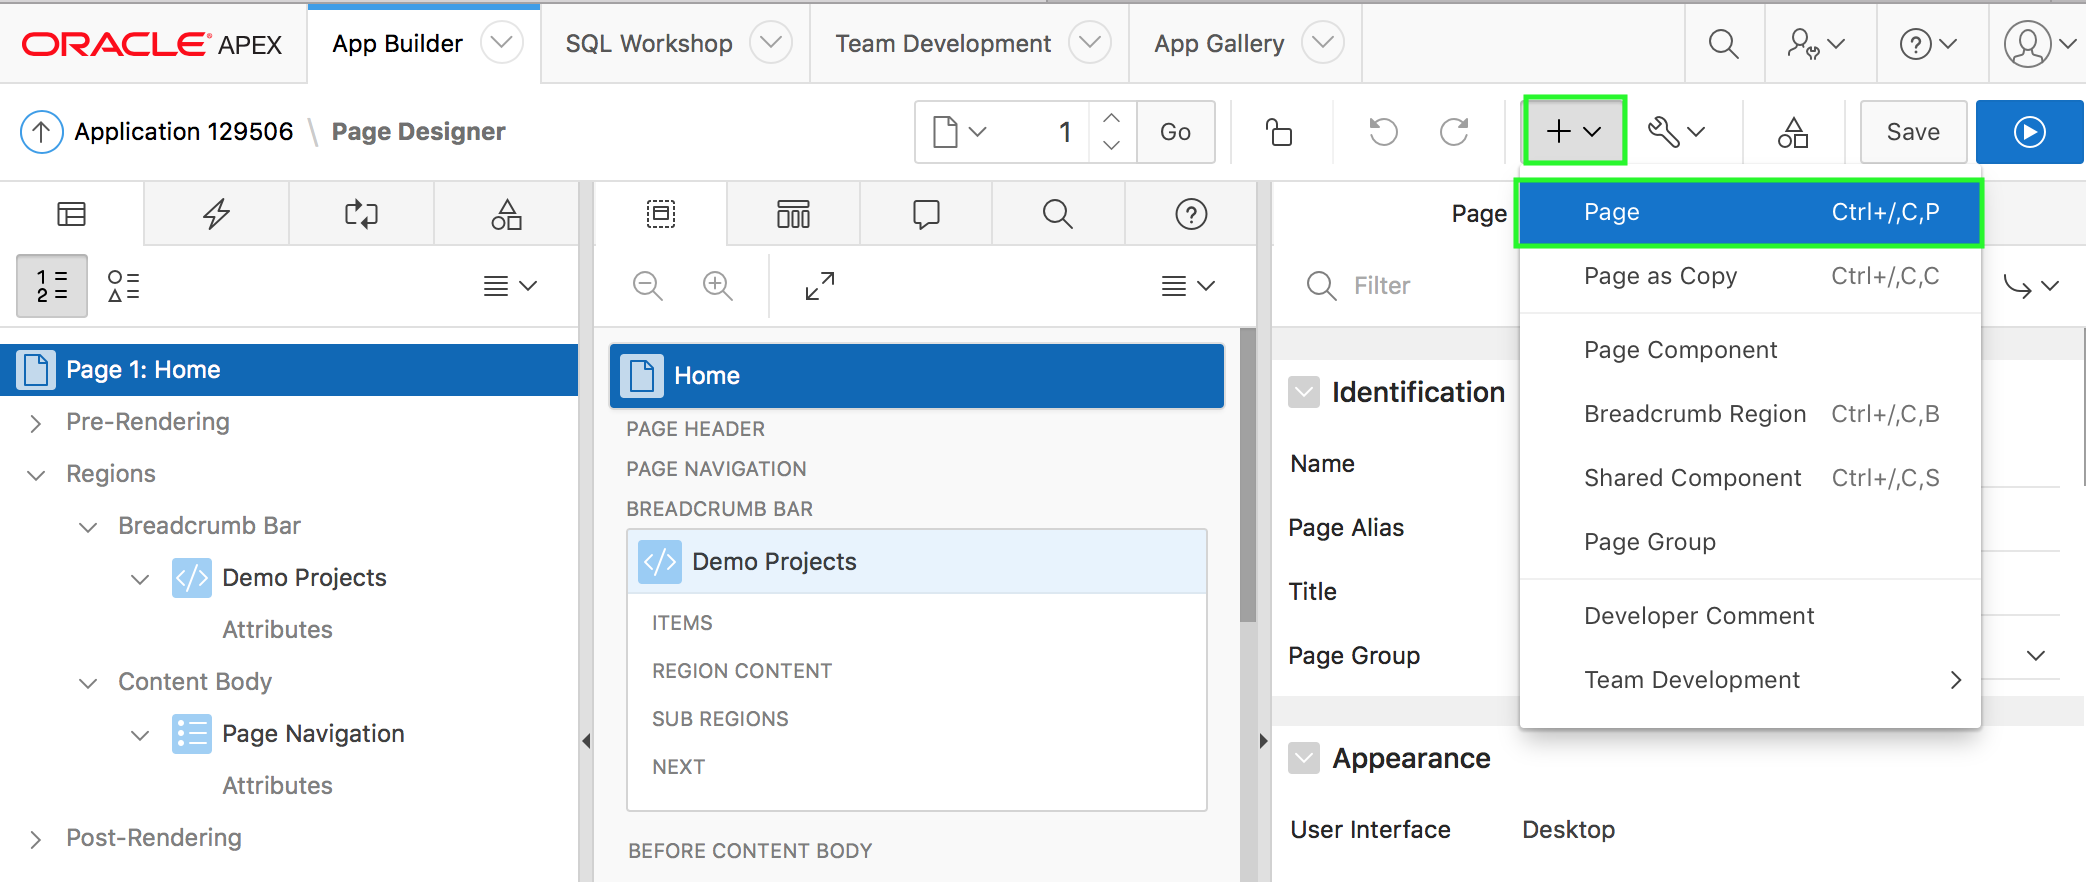 ORACLE APEX App Builder SQL Workshop Team Development App Gallery
Application 129506 \ Page Designer 1 Go Save
Page
Page Ctrl+/,C,P
Page as Copy Ctrl+/,C,C
Page Component
Breadcrumb Region Ctrl+/,C,B
Shared Component Ctrl+/,C,S
Page Group
Developer Comment
Team Development
Page 1: Home
Pre-Rendering
Regions
Breadcrumb Bar
Demo Projects
Attributes
Content Body
Page Navigation
Attributes
Post-Rendering
Home
PAGE HEADER
PAGE NAVIGATION
BREADCRUMB BAR
Demo Projects
ITEMS
REGION CONTENT
SUB REGIONS
NEXT
BEFORE CONTENT BODY
Filter
Identification
Name
Page Alias
Title
Page Group
Appearance
User Interface Desktop